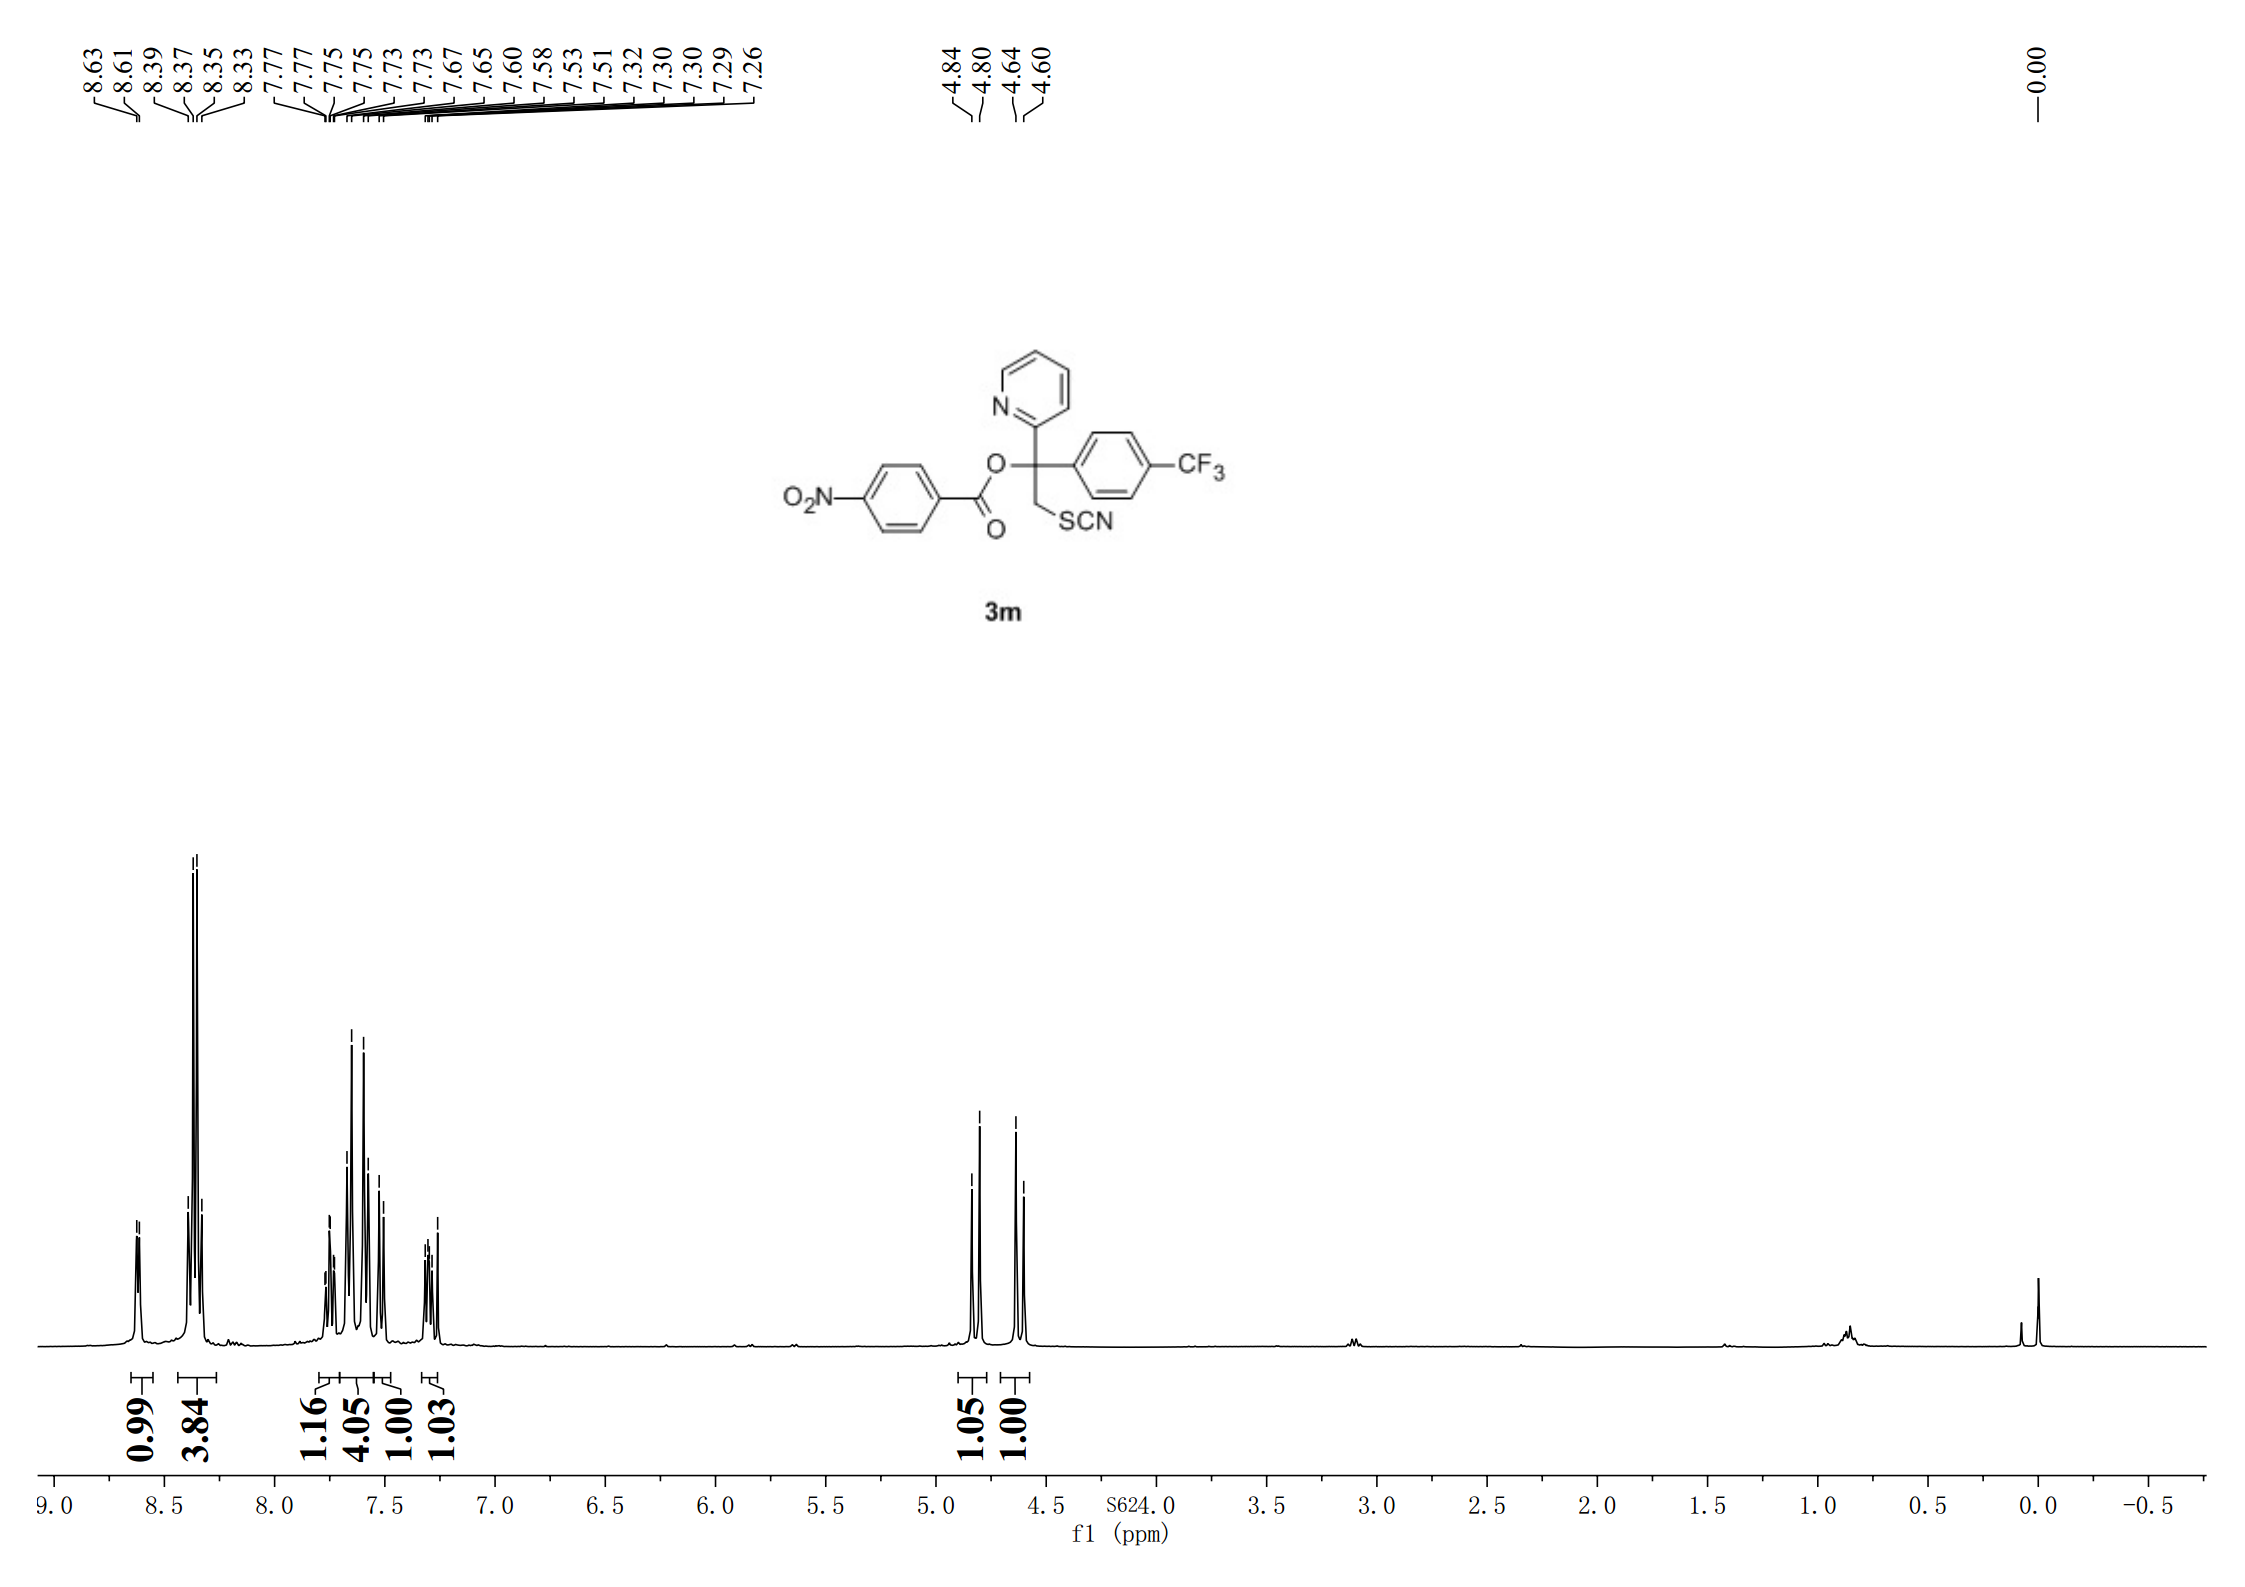 8.63 8.61 8.39 8.37 8.35 8.33 7.77 7.77 7.75 7.75 7.73 7.73 7.67 7.65 7.60 7.58 7.53 7.51 7.32 7.30 7.30 7.29 7.26 4.84 4.80 4.64 4.60 0.00
N
O CF3
O2N
O SCN
3m
0.99 3.84 1.16 4.05 1.00 1.03 1.05 1.00
9.0 8.5 8.0 7.5 7.0 6.5 6.0 5.5 5.0 4.5 S624.0 3.5 3.0 2.5 2.0 1.5 1.0 0.5 0.0 -0.5
f1 (ppm)